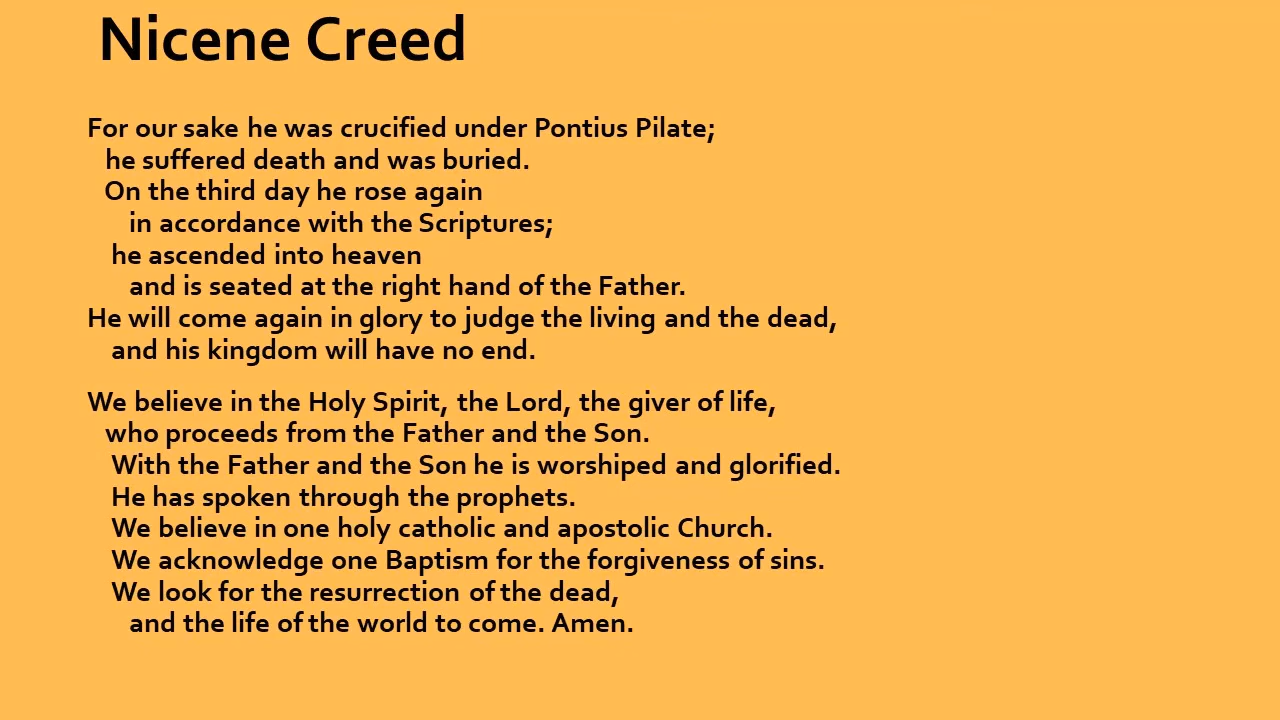 Nicene Creed
For our sake he was crucified under Pontius Pilate;
he suffered death and was buried.
On the third day he rose again
in accordance with the Scriptures;
he ascended into heaven
and is seated at the right hand of the Father.
He will come again in glory to judge the living and the dead,
and his kingdom will have no end.
We believe in the Holy Spirit, the Lord, the giver of life,
who proceeds from the Father and the Son.
With the Father and the Son he is worshiped and glorified.
He has spoken through the prophets.
We believe in one holy catholic and apostolic Church.
We acknowledge one Baptism for the forgiveness of sins.
We look for the resurrection of the dead,
and the life of the world to come. Amen.